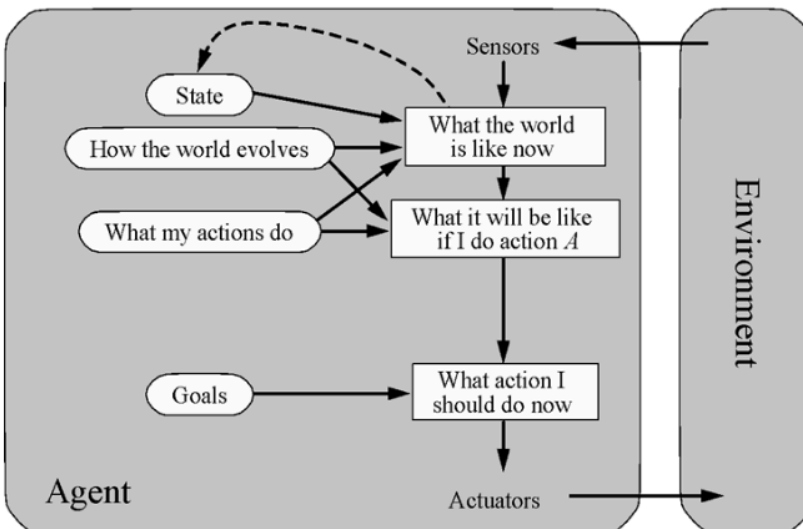 Sensors
State
What the world
is like now
How the world evolves
What it will be like
if I do action A
What my actions do
Goals
What action I
should do now
Agent
Actuators
Environment